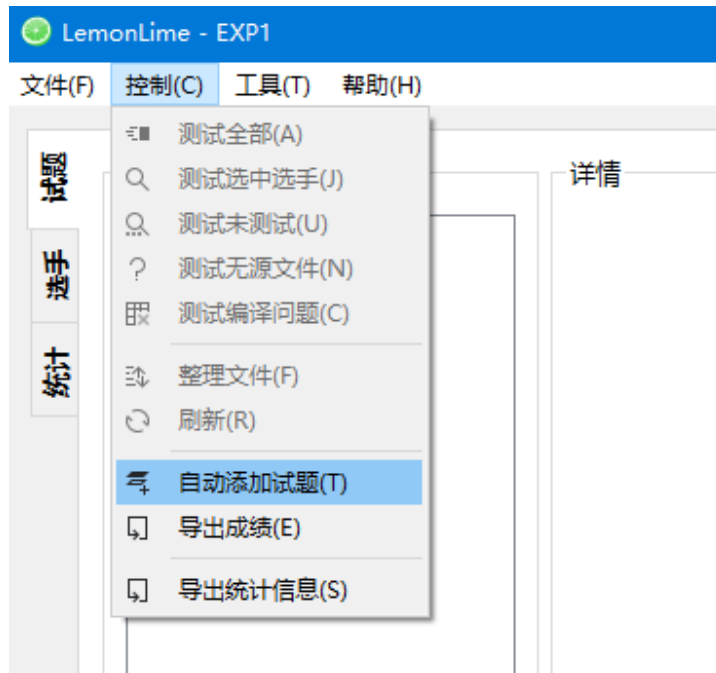 LemonLime - EXP1
文件(F) 控制(C) 工具(T) 帮助(H)
测试全部(A)
测试选中选手(J)
测试未测试(U)
测试无源文件(N)
测试编译问题(C)
整理文件(F)
刷新(R)
自动添加试题(T)
导出成绩(E)
导出统计信息(S)
试题
选手
统计
详情